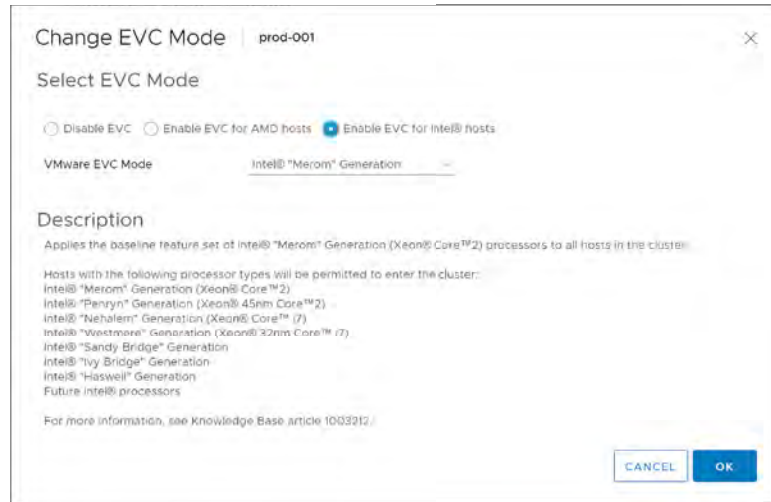 Change EVC Mode prod-001
Select EVC Mode
Disable EVC Enable EVC for AMD hosts Enable EVC for Intel® hosts
VMware EVC Mode Intel® "Merom" Generation
Description
Applies the baseline feature set of Intel® "Merom" Generation (Xeon® Core™2) processors to all hosts in the cluster.
Hosts with the following processor types will be permitted to enter the cluster:
Intel® "Merom" Generation (Xeon® Core™2)
Intel® "Penryn" Generation (Xeon® 45nm Core™2)
Intel® "Nehalem" Generation (Xeon® Core™ i7)
Intel® "Westmere" Generation (Xeon® 32nm Core™ i7)
Intel® "Sandy Bridge" Generation
Intel® "Ivy Bridge" Generation
Intel® "Haswell" Generation
Future Intel® processors
For more information, see Knowledge Base article 1003212.
CANCEL OK